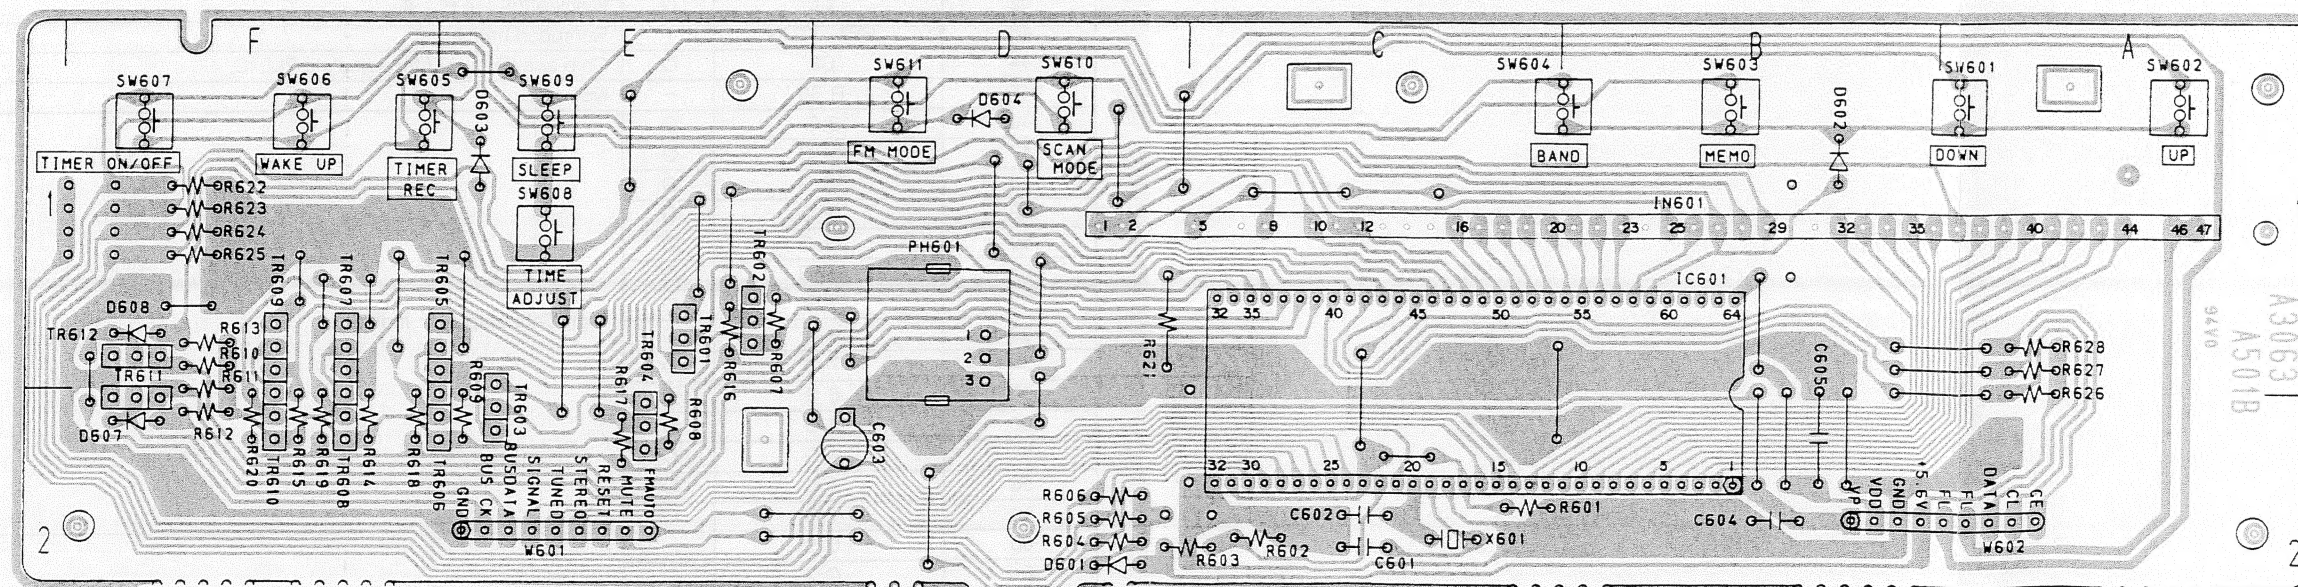 F E D C B A
SW607 SW606 SW605 SW609 SW611 SW610 SW604 SW603 SW601 SW602
D603 D604 D602
TIMER ON/OFF WAKE UP TIMER REC SLEEP FM MODE SCAN MODE BAND MEMO DOWN UP
SW608
TIME ADJUST
R622
R623
R624
R625
IN601
1 2 5 8 10 12 16 20 23 25 29 32 35 40 44 46 47
TR609 TR607 TR605 TR602 PH601 IC601
D608
TR612
R613
R610
R611
TR611
D607
R612
R609
TR603
TR604
R617
TR601
R616
R607
R608
1
2
3
C603
R621
32 35 40 45 50 55 60 64
32 30 25 20 15 10 5 1
C605
R628
R627
R626
R620 TR610 R615 R619 TR608 R614 R618 TR606
GND BUS CK BUSDATA SIGNAL TUNED STEREO RESET MUTE FMAUTO
W601
R606
R605
R604
D601
R603
R602
C602
C601
X601
R601
C604
VP VDD GND +5.6V FL FL DATA CL CE
W602
94V0
A3063
A501B
2
2